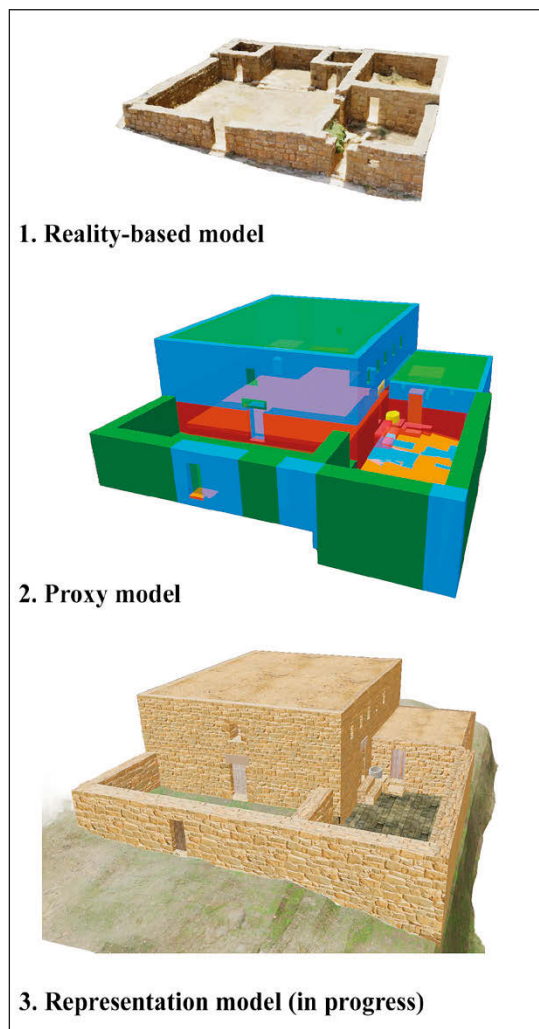 1. Reality-based model
2. Proxy model
3. Representation model (in progress)